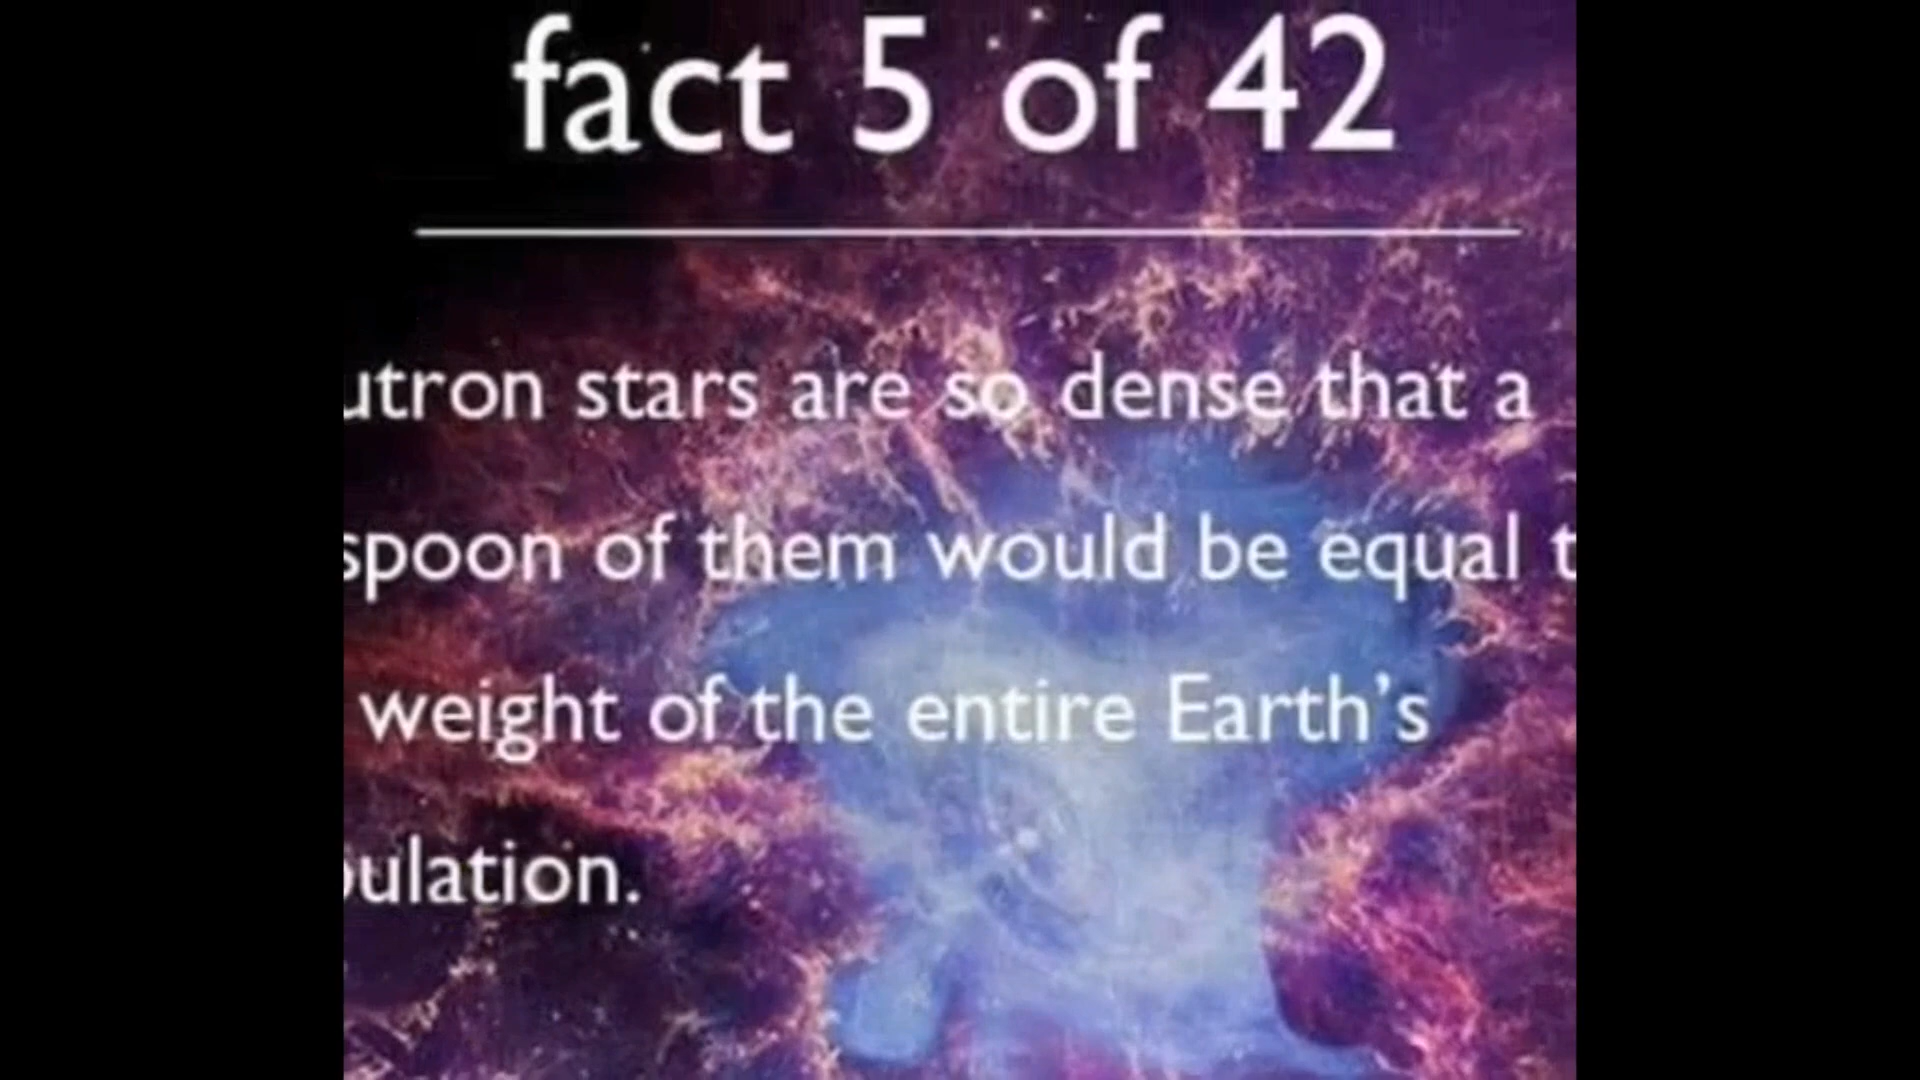 fact 5 of 42
utron stars are so dense that a
spoon of them would be equal t
weight of the entire Earth's
pulation.